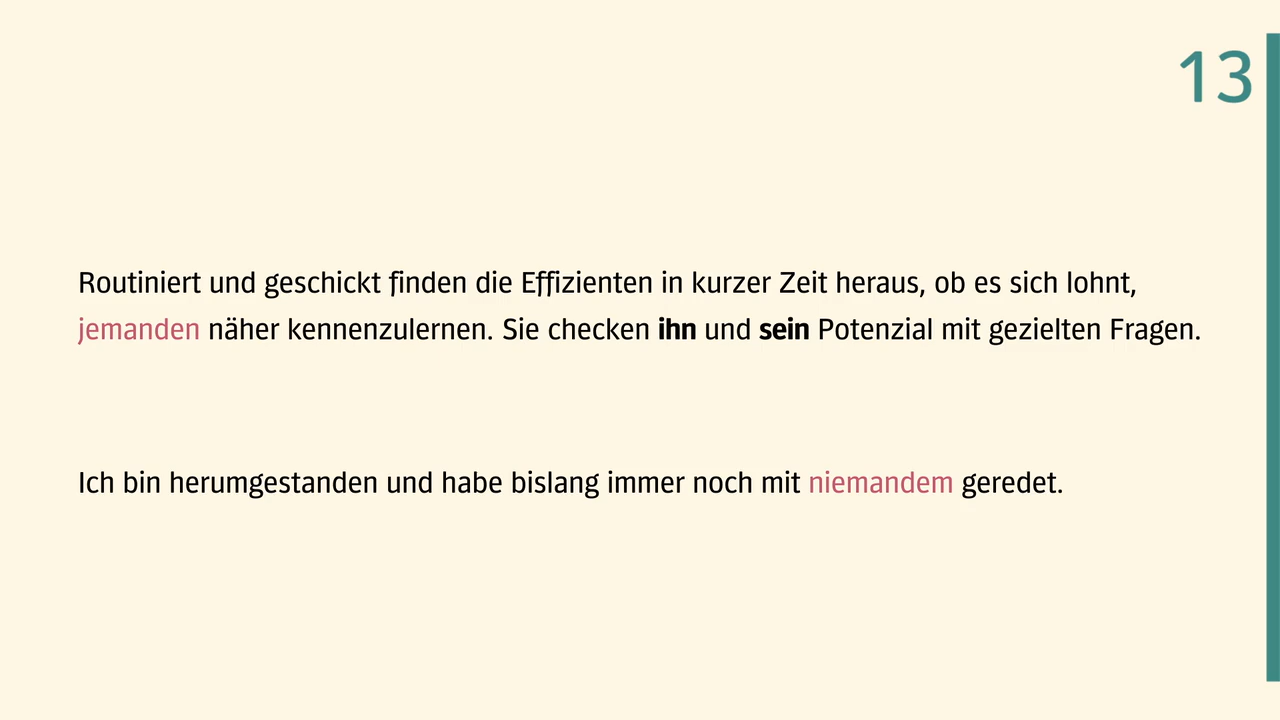 13
Routiniert und geschickt finden die Effizienten in kurzer Zeit heraus, ob es sich lohnt,
jemanden näher kennenzulernen. Sie checken ihn und sein Potenzial mit gezielten Fragen.
Ich bin herumgestanden und habe bislang immer noch mit niemandem geredet.